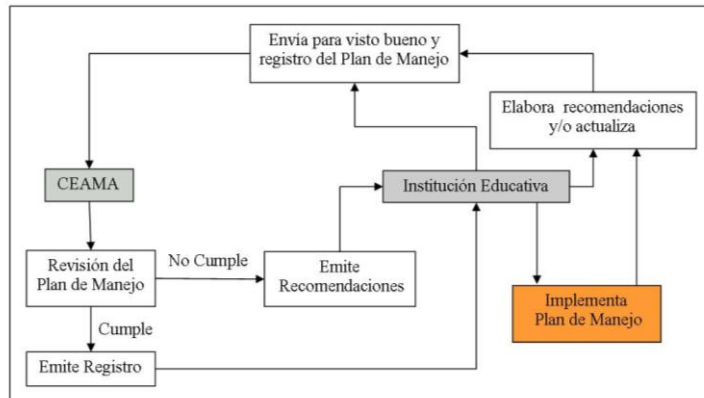 Envía para visto bueno y
registro del Plan de Manejo
Elabora recomendaciones
y/o actualiza
CEAMA
Institución Educativa
Revisión del
Plan de Manejo
No Cumple
Emite
Recomendaciones
Implementa
Plan de Manejo
Cumple
Emite Registro